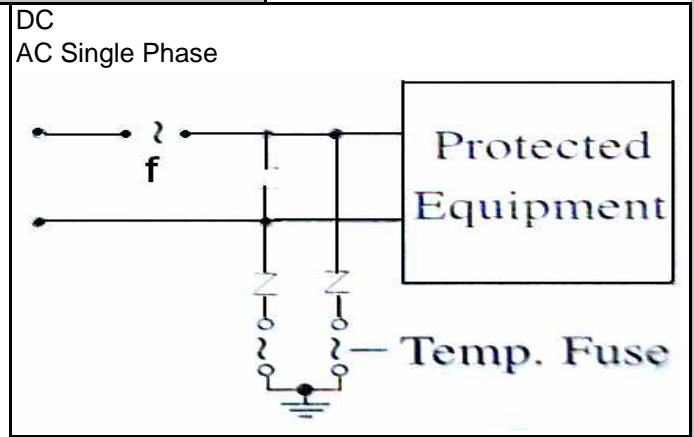 DC
AC Single Phase
f
Protected
Equipment
Temp. Fuse